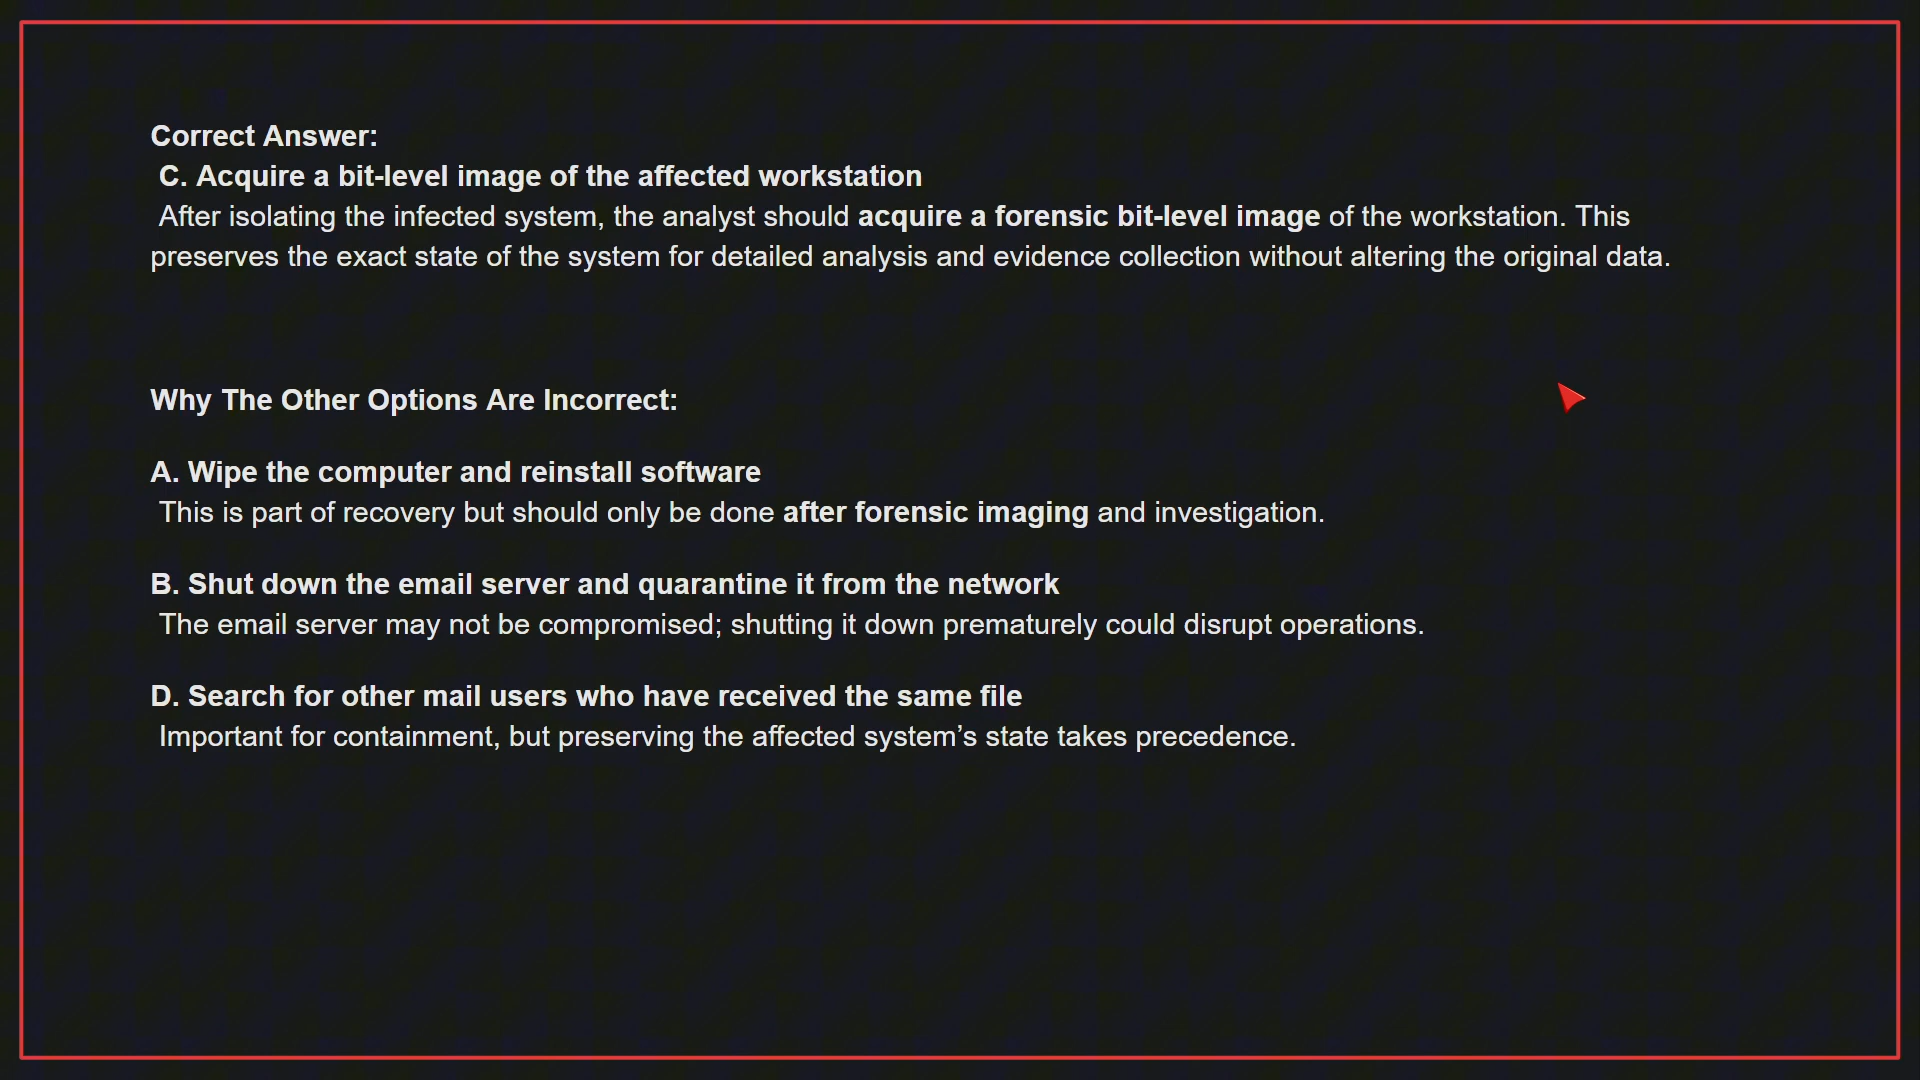 Correct Answer:
C. Acquire a bit-level image of the affected workstation
After isolating the infected system, the analyst should acquire a forensic bit-level image of the workstation. This
preserves the exact state of the system for detailed analysis and evidence collection without altering the original data.
Why The Other Options Are Incorrect:
A. Wipe the computer and reinstall software
This is part of recovery but should only be done after forensic imaging and investigation.
B. Shut down the email server and quarantine it from the network
The email server may not be compromised; shutting it down prematurely could disrupt operations.
D. Search for other mail users who have received the same file
Important for containment, but preserving the affected system’s state takes precedence.